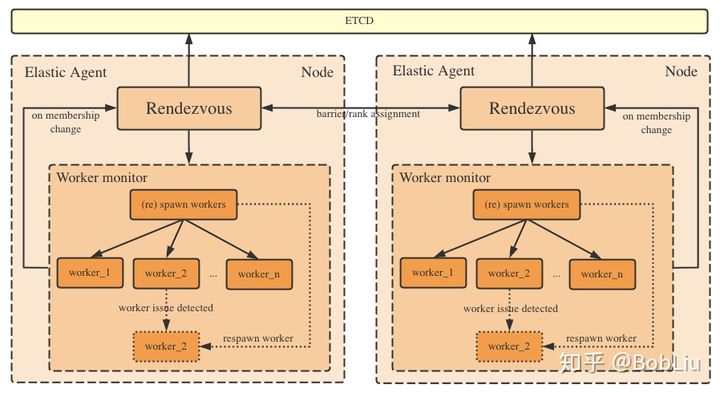 ETCD
Elastic Agent
Node
Rendezvous
on membership
change
barrier/rank assignment
Worker monitor
(re) spawn workers
worker_1
worker_2
...
worker_n
worker issue detected
respawn worker
worker_2
Elastic Agent
Node
Rendezvous
on membership
change
Worker monitor
(re) spawn workers
worker_1
worker_2
...
worker_n
worker issue detected
respawn worker
worker_2
知乎 @BobLiu